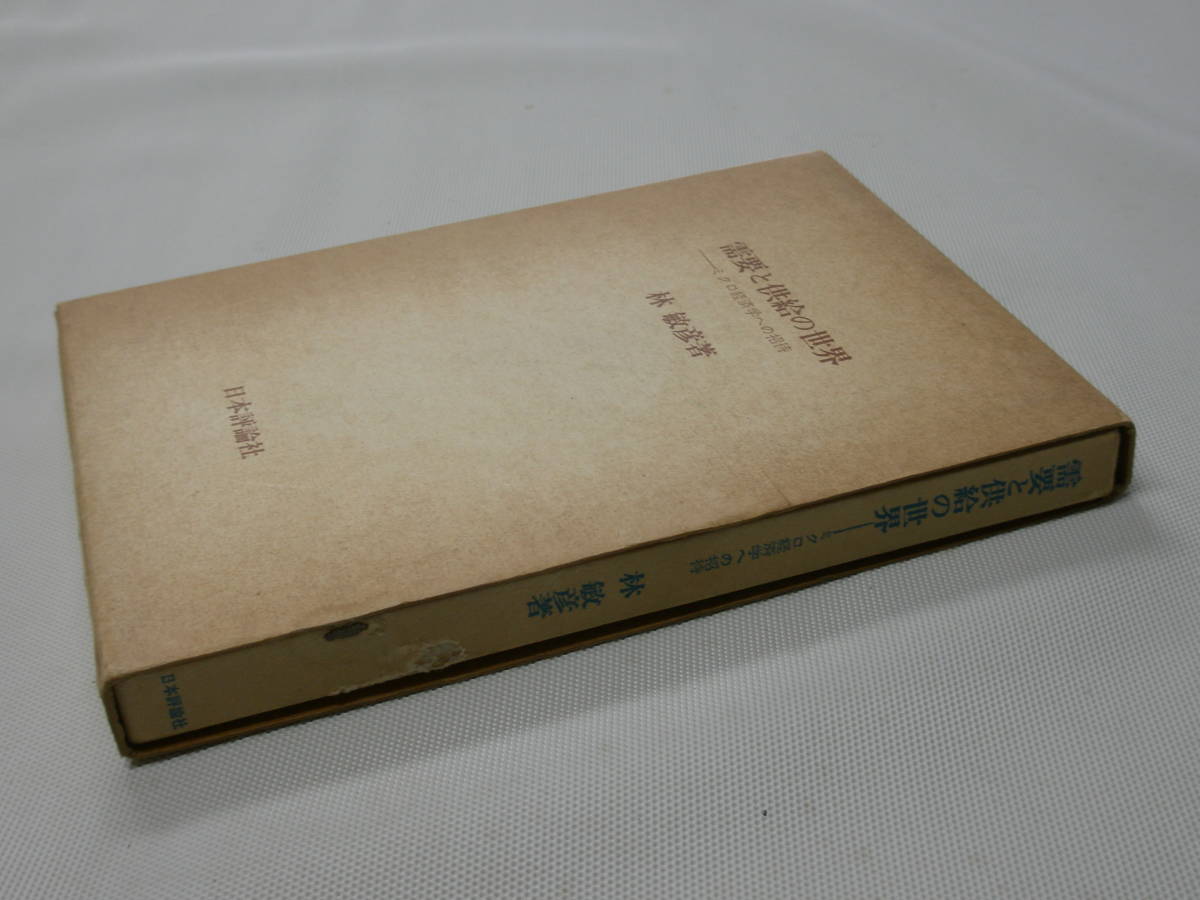 需要と供給の世界
──ミクロ経済学への招待
林 敏彦著
日本評論社
需要と供給の世界──ミクロ経済学への招待
林 敏彦著
日本評論社